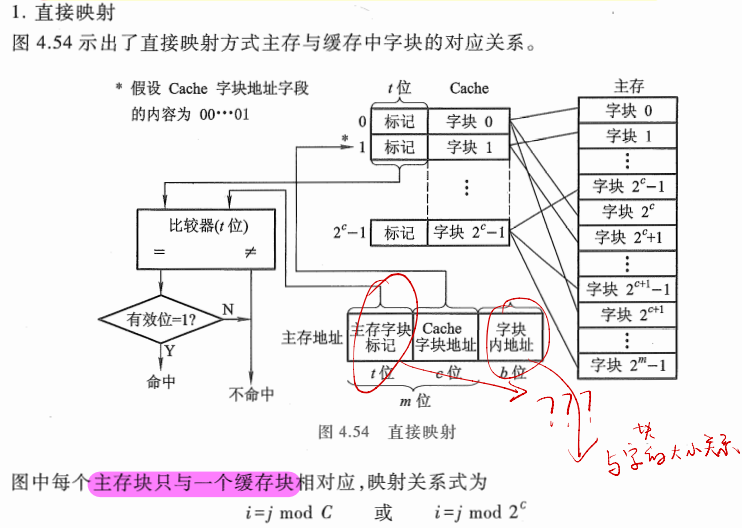 1. 直接映射
图 4.54 示出了直接映射方式主存与缓存中字块的对应关系。
* 假设 Cache 字块地址字段
的内容为 00…01
t 位
Cache
主存
0
标记
字块 0
*
1
标记
字块 1
⋮
2^c−1
标记
字块 2^c−1
字块 0
字块 1
⋮
字块 2^c−1
字块 2^c
字块 2^c+1
⋮
字块 2^{c+1}−1
字块 2^{c+1}
⋮
字块 2^m−1
比较器(t 位)
=
≠
有效位=1?
N
Y
命中
不命中
主存地址
主存字块
标记
Cache
字块地址
字块
内地址
t 位
c 位
b 位
m 位
???
块
与字的大小关系
图 4.54 直接映射
图中每个主存块只与一个缓存块相对应,映射关系式为
i=j mod C 或 i=j mod 2^c